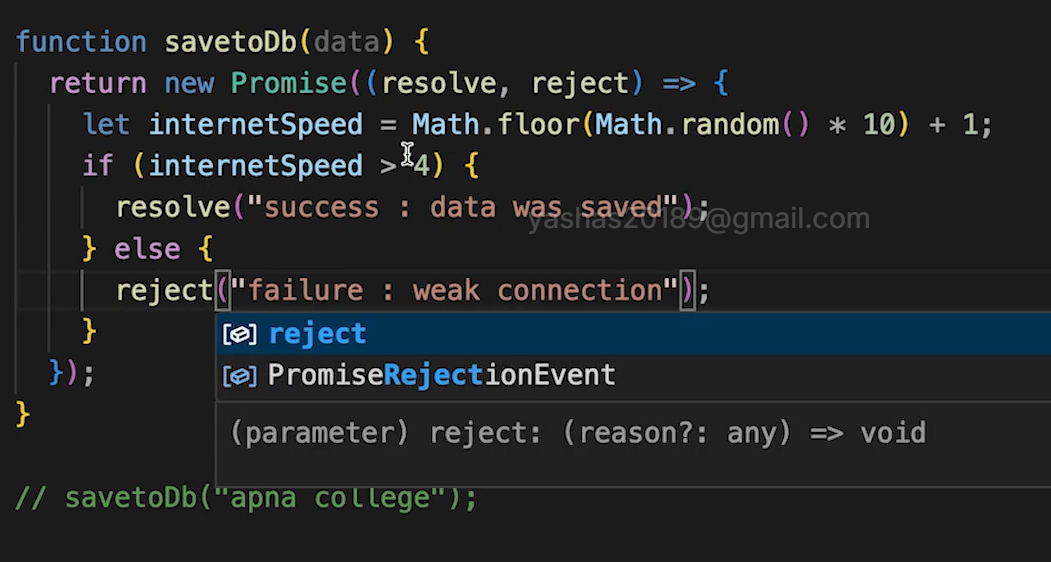 function savetoDb(data) {
return new Promise((resolve, reject) => {
let internetSpeed = Math.floor(Math.random() * 10) + 1;
if (internetSpeed > 4) {
resolve("success : data was saved");
yashas20189@gmail.com
} else {
reject("failure : weak connection");
reject
}
PromiseRejectionEvent
});
}
(parameter) reject: (reason?: any) => void
// savetoDb("apna college");